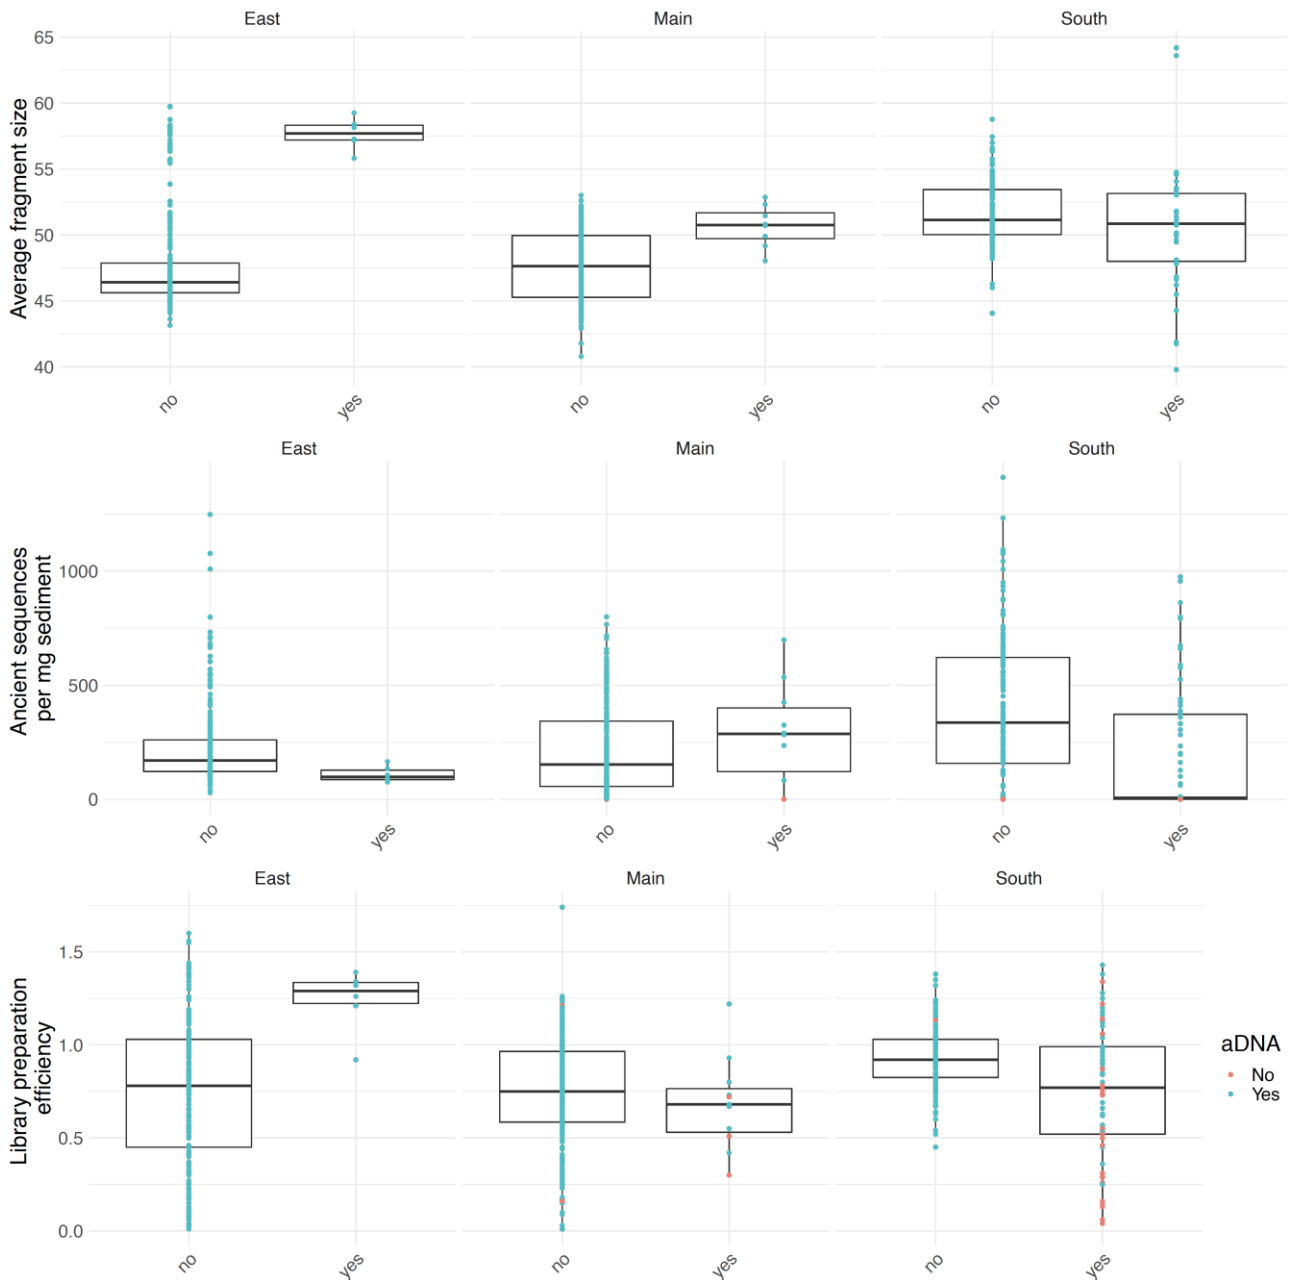 East Main South
Average fragment size
65
60
55
50
45
40
no yes no yes no yes
East Main South
Ancient sequences
per mg sediment
1000
500
0
no yes no yes no yes
East Main South
Library preparation
efficiency
1.5
1.0
0.5
0.0
no yes no yes no yes
aDNA
No
Yes